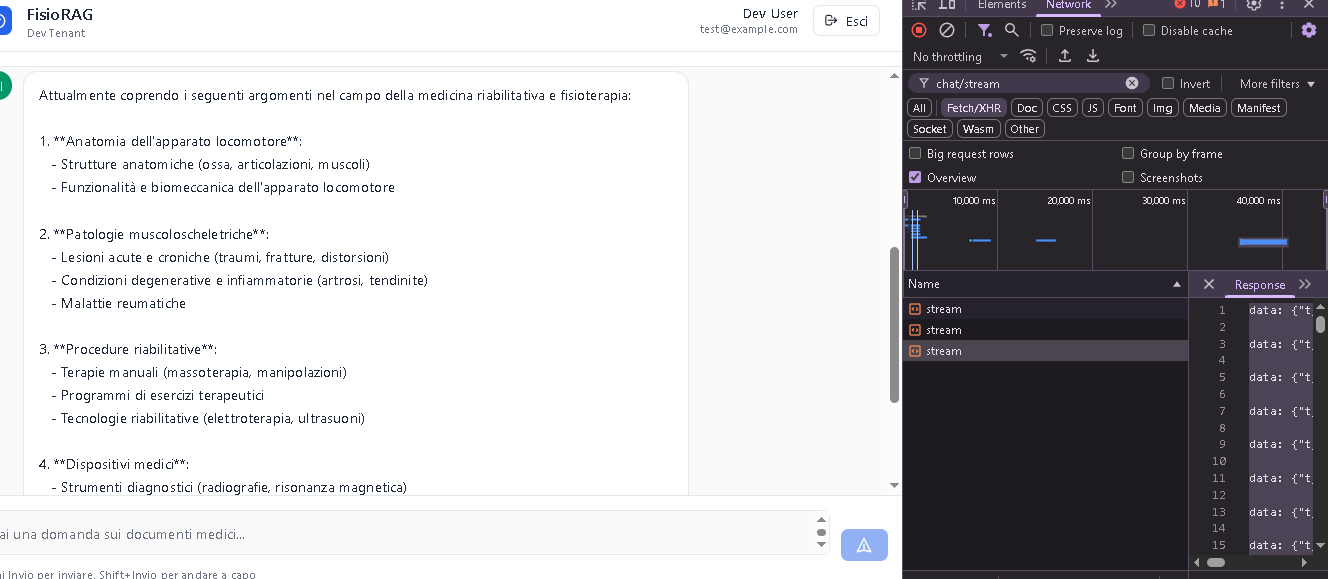 FisioRAG
Dev Tenant
Dev User
test@example.com
Esci
Attualmente coprendo i seguenti argomenti nel campo della medicina riabilitativa e fisioterapia:
1. **Anatomia dell'apparato locomotore**:
- Strutture anatomiche (ossa, articolazioni, muscoli)
- Funzionalità e biomeccanica dell'apparato locomotore
2. **Patologie muscoloscheletriche**:
- Lesioni acute e croniche (traumi, fratture, distorsioni)
- Condizioni degenerative e infiammatorie (artrosi, tendinite)
- Malattie reumatiche
3. **Procedure riabilitative**:
- Terapie manuali (massoterapia, manipolazioni)
- Programmi di esercizi terapeutici
- Tecnologie riabilitative (elettroterapia, ultrasuoni)
4. **Dispositivi medici**:
- Strumenti diagnostici (radiografie, risonanza magnetica)
ai una domanda sui documenti medici...
Invio per inviare, Shift+Invio per andare a capo
Elements Network 10 1
Preserve log Disable cache
No throttling
chat/stream Invert More filters
All Fetch/XHR Doc CSS JS Font Img Media Manifest
Socket Wasm Other
Big request rows Group by frame
Overview Screenshots
10,000 ms 20,000 ms 30,000 ms 40,000 ms
Name
stream
stream
stream
Response
1 data: {"t
2
3 data: {"t
4
5 data: {"t
6
7 data: {"t
8
9 data: {"t
10
11 data: {"t
12
13 data: {"t
14
15 data: {"t